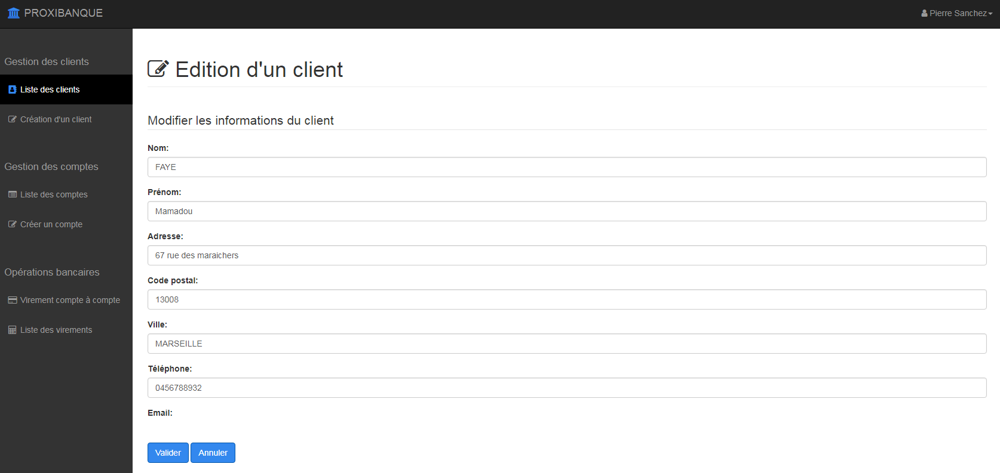 PROXIBANQUE
Pierre Sanchez
Gestion des clients
Liste des clients
Création d'un client
Gestion des comptes
Liste des comptes
Créer un compte
Opérations bancaires
Virement compte à compte
Liste des virements
Edition d'un client
Modifier les informations du client
Nom:
FAYE
Prénom:
Mamadou
Adresse:
67 rue des maraichers
Code postal:
13008
Ville:
MARSEILLE
Téléphone:
0456788932
Email:
Valider Annuler